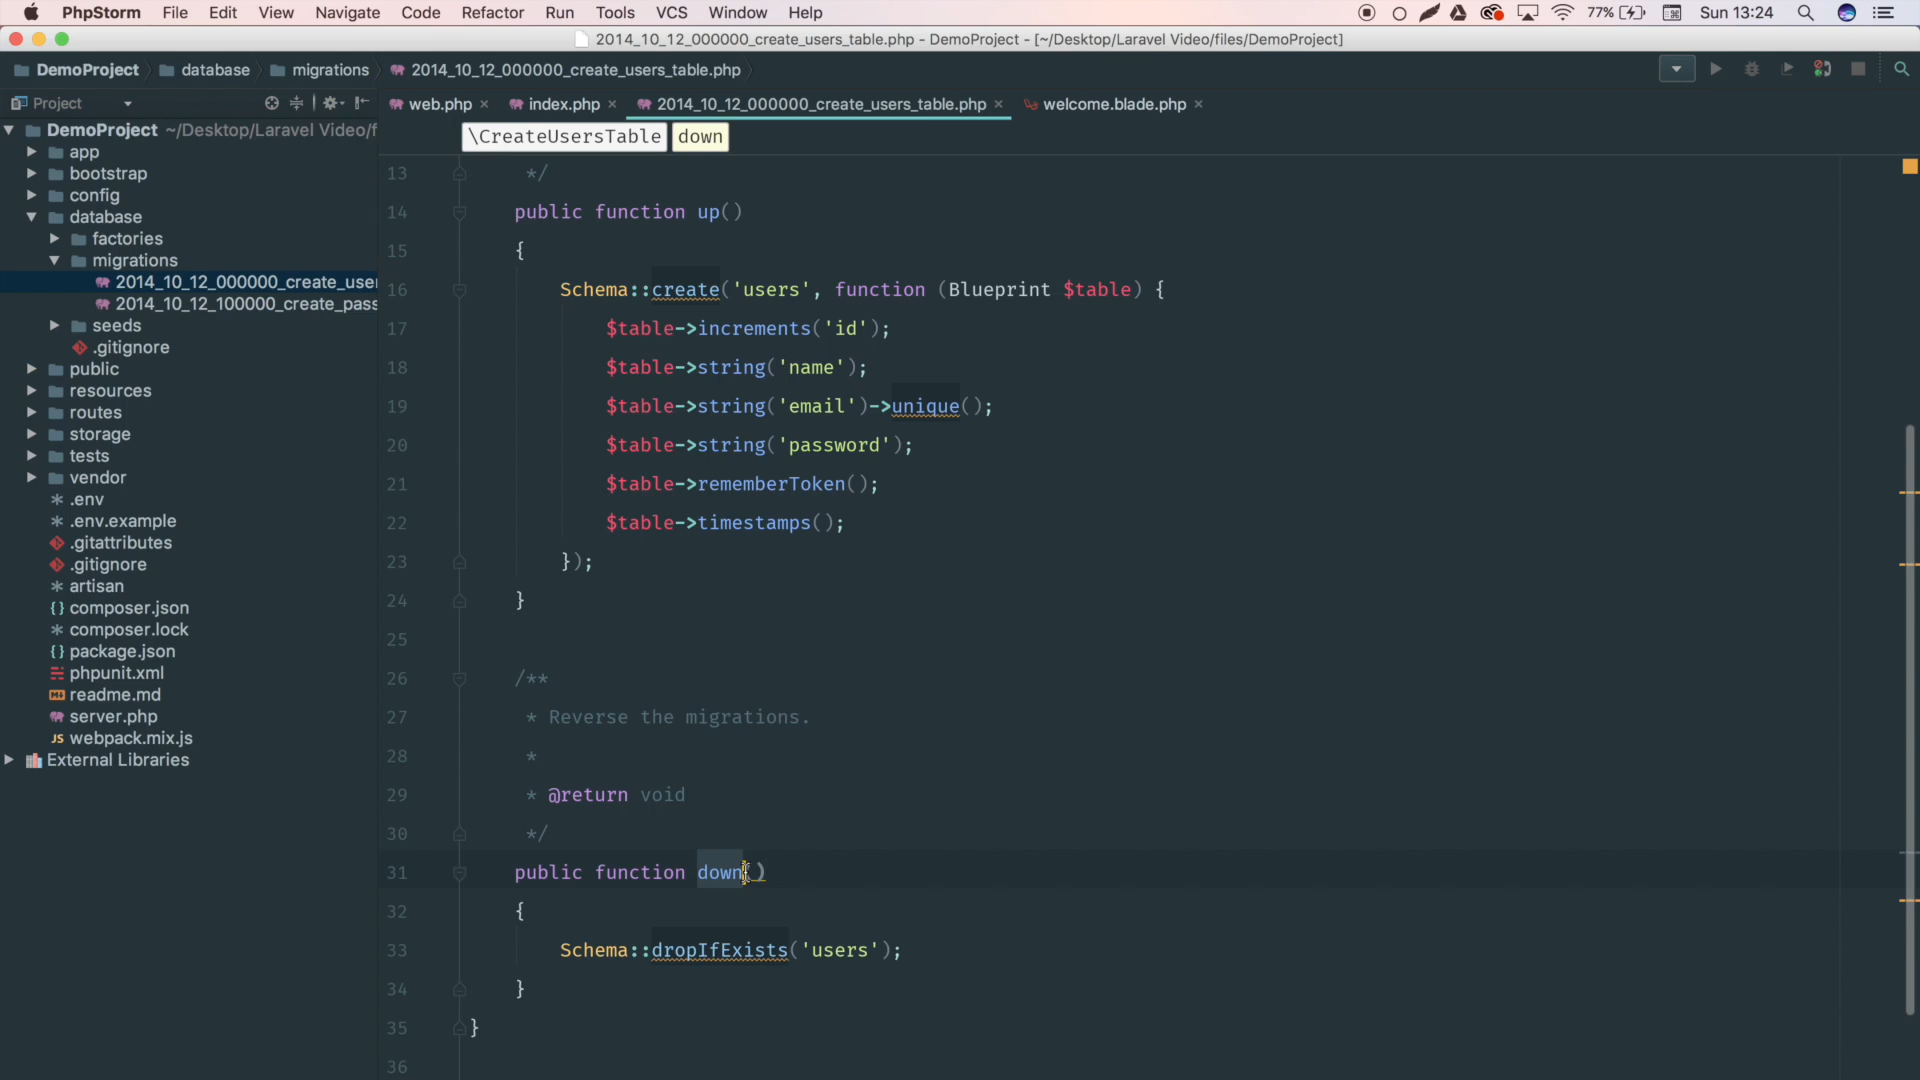 PhpStorm File Edit View Navigate Code Refactor Run Tools VCS Window Help 77% Sun 13:24
2014_10_12_000000_create_users_table.php - DemoProject - [~/Desktop/Laravel Video/files/DemoProject]
DemoProject database migrations 2014_10_12_000000_create_users_table.php
Project
web.php index.php 2014_10_12_000000_create_users_table.php welcome.blade.php
\CreateUsersTable down
DemoProject ~/Desktop/Laravel Video/f
app
bootstrap
config
database
factories
migrations
2014_10_12_000000_create_user
2014_10_12_100000_create_pass
seeds
.gitignore
public
resources
routes
storage
tests
vendor
.env
.env.example
.gitattributes
.gitignore
artisan
composer.json
composer.lock
package.json
phpunit.xml
readme.md
server.php
JS webpack.mix.js
External Libraries
13 */
14 public function up()
15 {
16 Schema::create('users', function (Blueprint $table) {
17 $table->increments('id');
18 $table->string('name');
19 $table->string('email')->unique();
20 $table->string('password');
21 $table->rememberToken();
22 $table->timestamps();
23 });
24 }
25
26 /**
27 * Reverse the migrations.
28 *
29 * @return void
30 */
31 public function down()
32 {
33 Schema::dropIfExists('users');
34 }
35 }
36